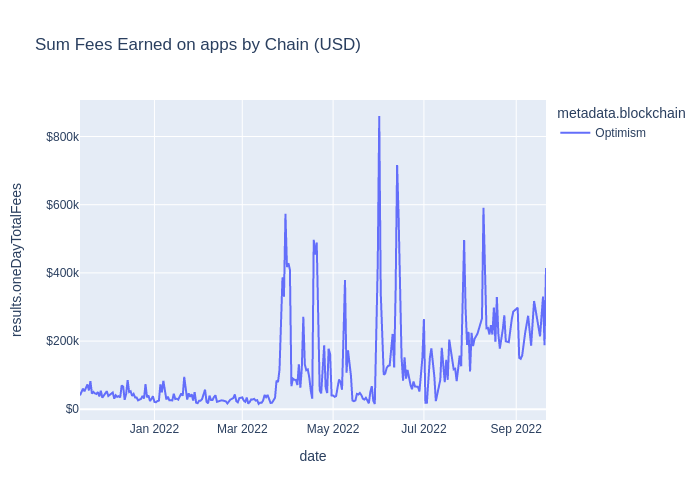 Sum Fees Earned on apps by Chain (USD)
metadata.blockchain
Optimism
results.oneDayTotalFees
$800k
$600k
$400k
$200k
$0
Jan 2022
Mar 2022
May 2022
Jul 2022
Sep 2022
date